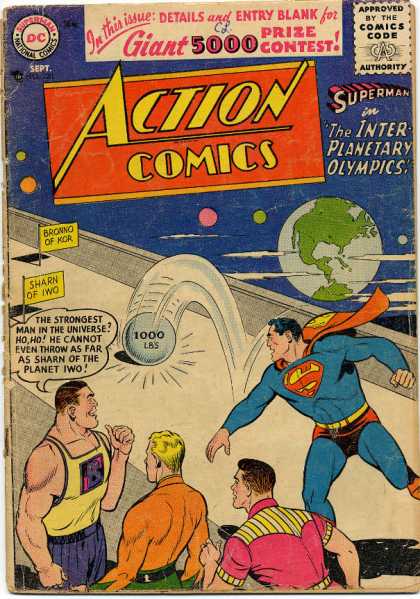 In this issue: DETAILS and ENTRY BLANK for
Giant 5000 PRIZE
CONTEST!
SUPERMAN
DC
NATIONAL COMICS
SEPT.
APPROVED
BY THE
COMICS
CODE
AUTHORITY
ACTION
COMICS
SUPERMAN
in
"The INTER
PLANETARY
OLYMPICS!"
BRONNO
OF KOR
SHARN
OF IWO
THE STRONGEST
MAN IN THE UNIVERSE?
HO, HO! HE CANNOT
EVEN THROW AS FAR
AS SHARN OF THE
PLANET IWO!
1000
LBS
S